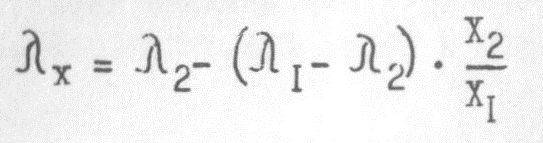 λx = λ2 - (λI - λ2) · X2/XI